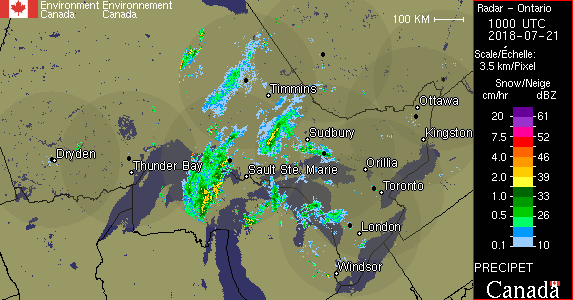 Environment Environnement
Canada Canada
100 KM
Timmins
Ottawa
Sudbury
Kingston
Dryden
Thunder Bay
Sault Ste. Marie
Orillia
Toronto
London
Windsor
Radar - Ontario
1000 UTC
2018-07-21
Scale/Échelle:
3.5 km/Pixel
Snow/Neige
cm/hr dBZ
20 61
7.5 52
4.0 46
2.0 39
1.0 33
0.5 26
0.1 10
PRECIPET
Canada